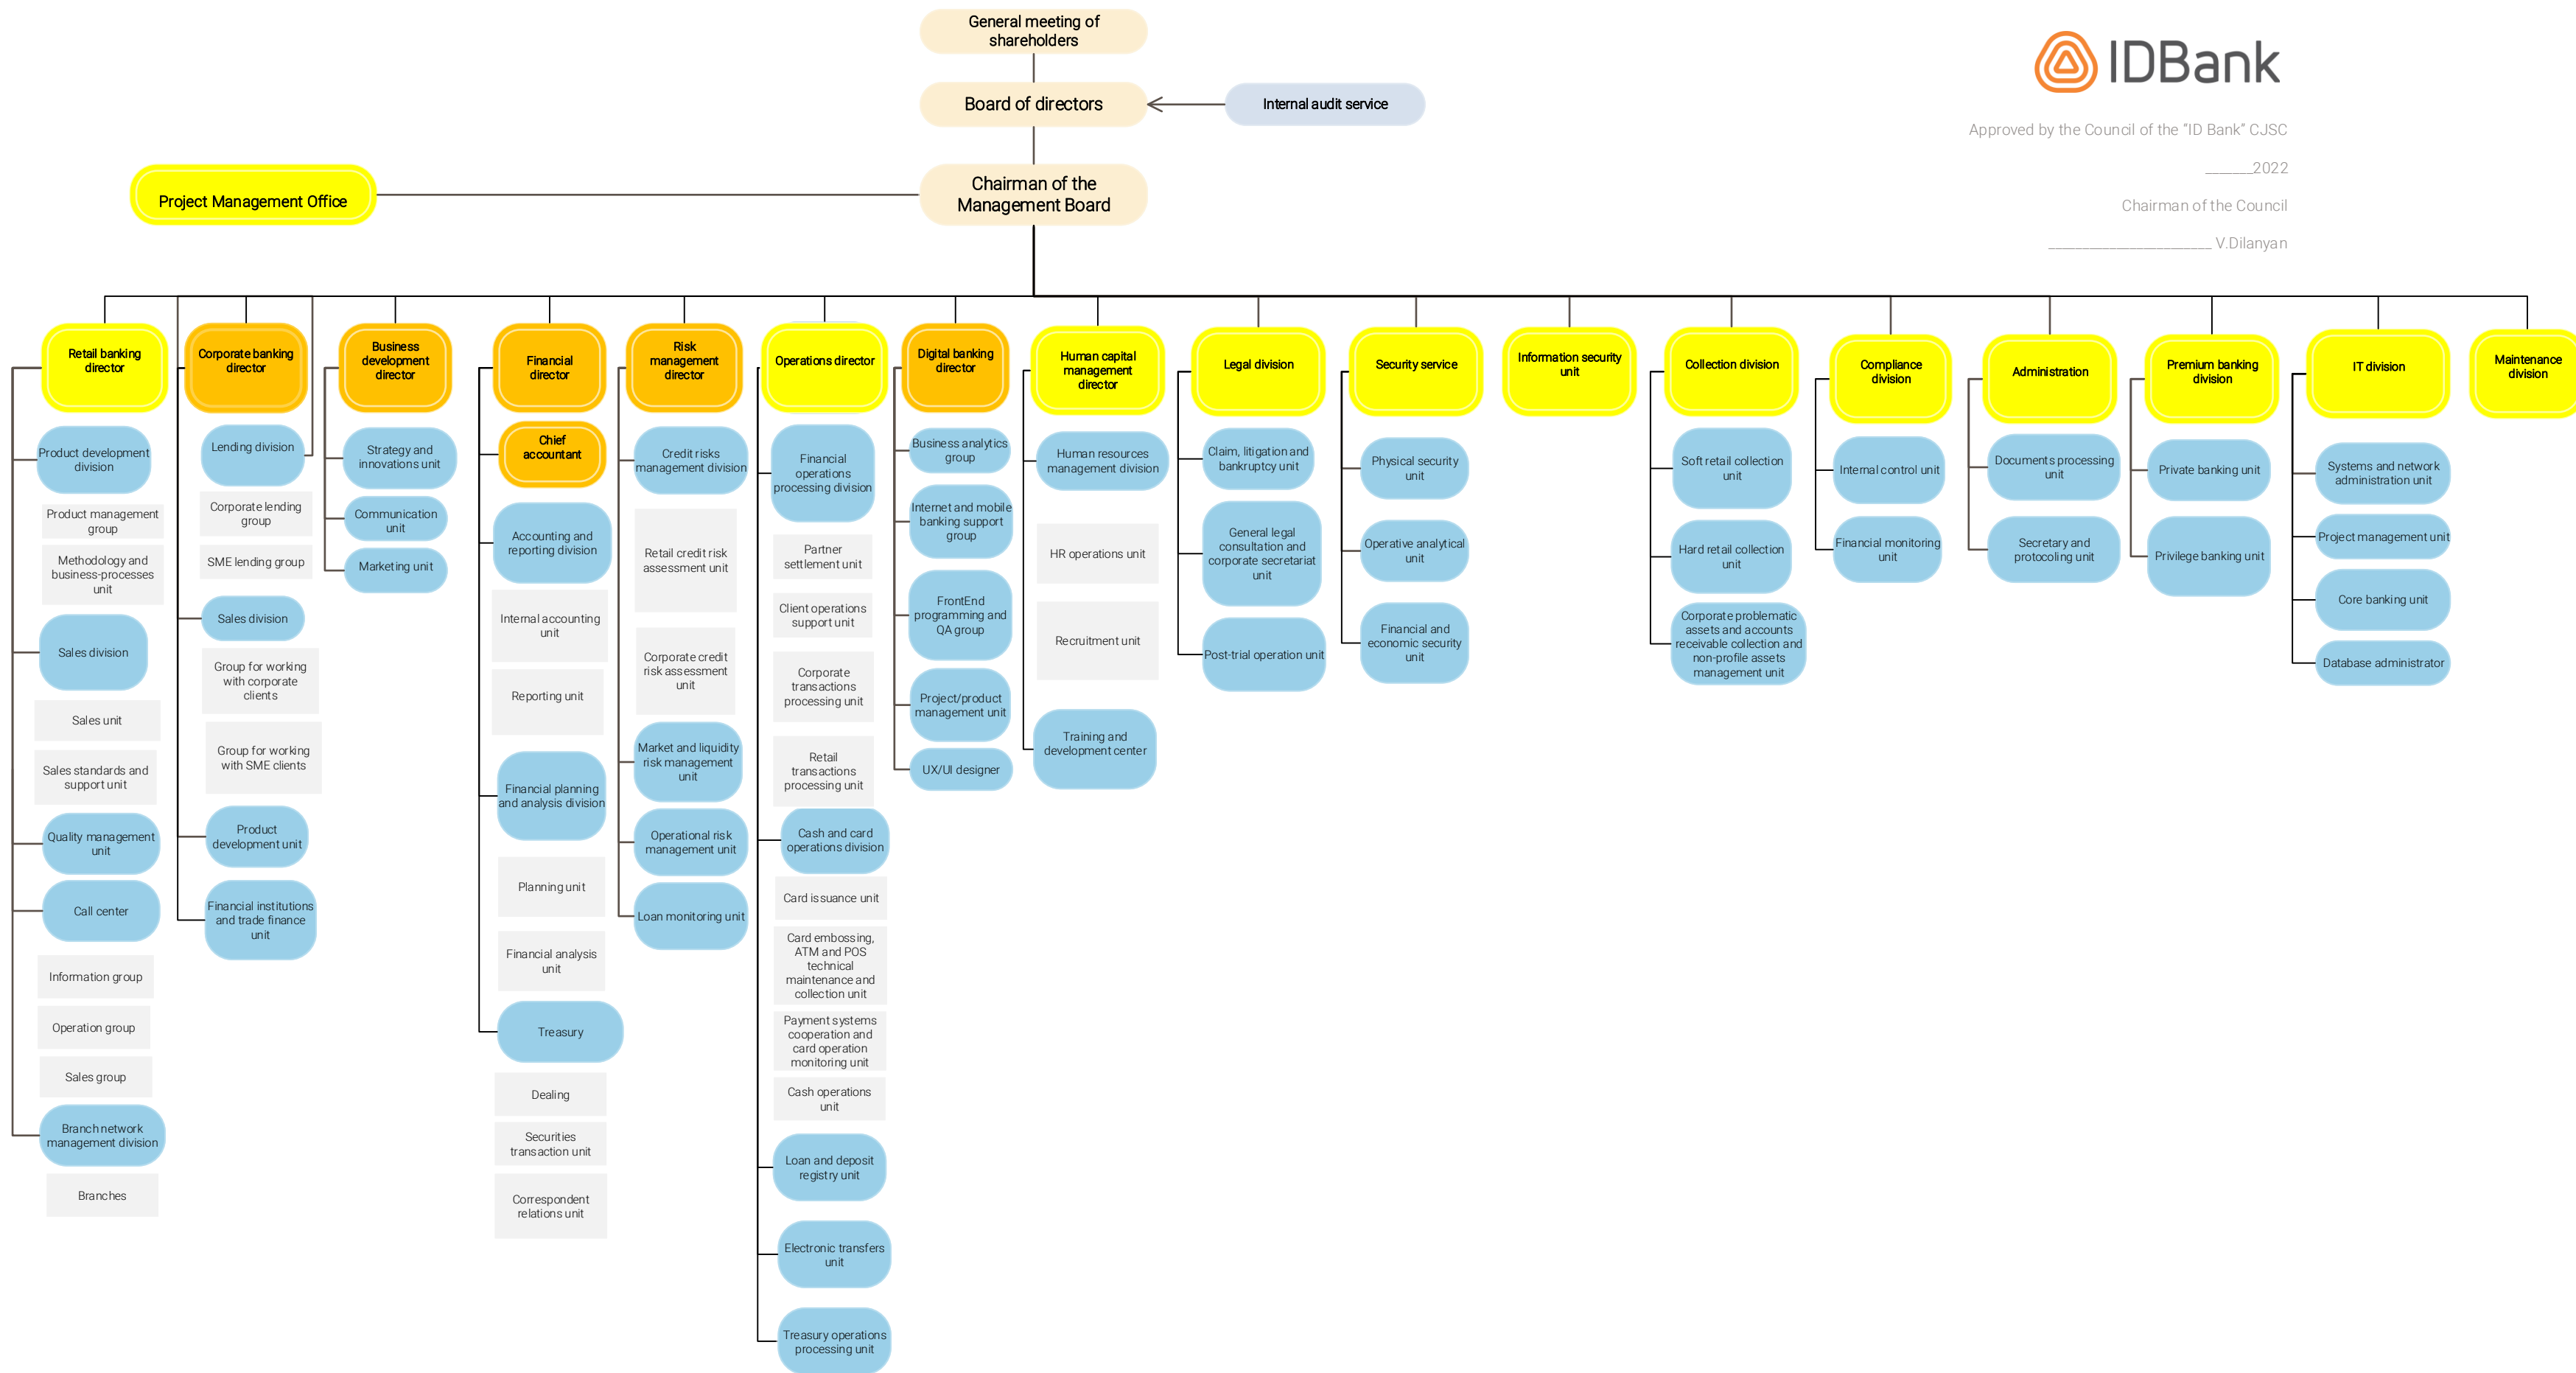 General meeting of
shareholders
IDBank
Board of directors
Internal audit service
Approved by the Council of the “ID Bank” CJSC
______2022
Chairman of the
Management Board
Project Management Office
Chairman of the Council
_____________________ V.Dilanyan
Retail banking
director
Product development
division
Product management
group
Methodology and
business-processes
unit
Sales division
Sales unit
Sales standards and
support unit
Quality management
unit
Call center
Information group
Operation group
Sales group
Branch network
management division
Branches
Corporate banking
director
Lending division
Corporate lending
group
SME lending group
Sales division
Group for working
with corporate
clients
Group for working
with SME clients
Product
development unit
Financial institutions
and trade finance
unit
Business
development
director
Strategy and
innovations unit
Communication
unit
Marketing unit
Financial
director
Chief
accountant
Accounting and
reporting division
Internal accounting
unit
Reporting unit
Financial planning
and analysis division
Planning unit
Financial analysis
unit
Treasury
Dealing
Securities
transaction unit
Correspondent
relations unit
Risk
management
director
Credit risks
management division
Retail credit risk
assessment unit
Corporate credit
risk assessment
unit
Market and liquidity
risk management
unit
Operational risk
management unit
Loan monitoring unit
Operations director
Financial
operations
processing division
Partner
settlement unit
Client operations
support unit
Corporate
transactions
processing unit
Retail
transactions
processing unit
Cash and card
operations division
Card issuance unit
Card embossing,
ATM and POS
technical
maintenance and
collection unit
Payment systems
cooperation and
card operation
monitoring unit
Cash operations
unit
Loan and deposit
registry unit
Electronic transfers
unit
Treasury operations
processing unit
Digital banking
director
Business analytics
group
Internet and mobile
banking support
group
FrontEnd
programming and
QA group
Project/product
management unit
UX/UI designer
Human capital
management
director
Human resources
management division
HR operations unit
Recruitment unit
Training and
development center
Legal division
Claim, litigation and
bankruptcy unit
General legal
consultation and
corporate secretariat
unit
Post-trial operation unit
Security service
Physical security
unit
Operative analytical
unit
Financial and
economic security
unit
Information security
unit
Collection division
Soft retail collection
unit
Hard retail collection
unit
Corporate problematic
assets and accounts
receivable collection and
non-profile assets
management unit
Compliance
division
Internal control unit
Financial monitoring
unit
Administration
Documents processing
unit
Secretary and
protocoling unit
Premium banking
division
Private banking unit
Privilege banking unit
IT division
Systems and network
administration unit
Project management unit
Core banking unit
Database administrator
Maintenance
division